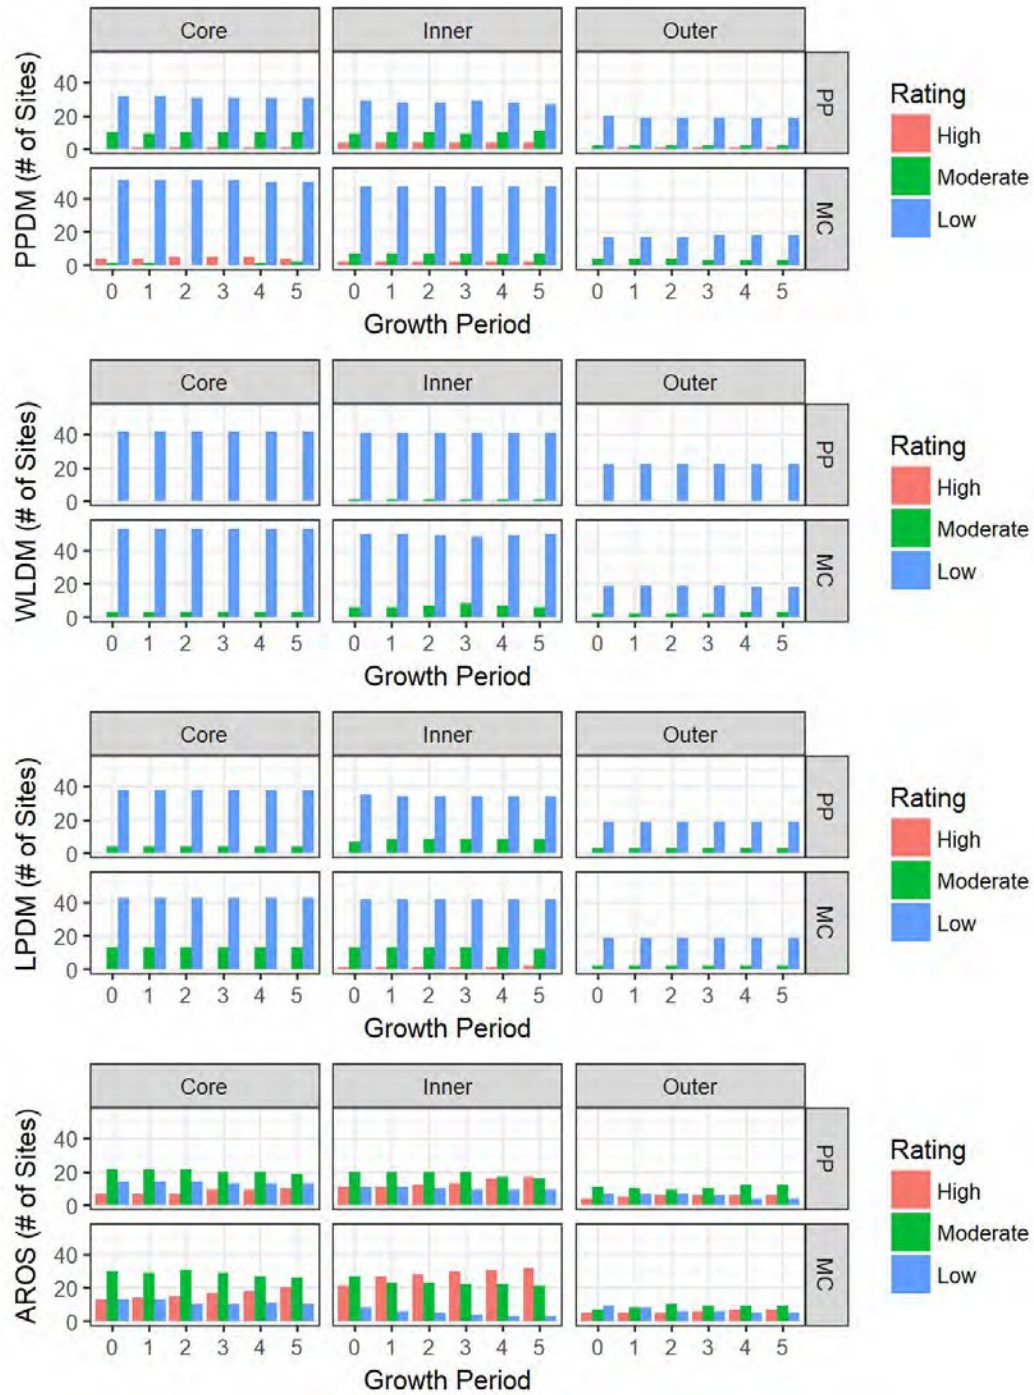 Core Inner Outer
PPDM (# of Sites)
40
20
0
PP
40
20
0
MC
0 1 2 3 4 5 0 1 2 3 4 5 0 1 2 3 4 5
Growth Period
Rating
High
Moderate
Low
Core Inner Outer
WLDM (# of Sites)
40
20
0
PP
40
20
0
MC
0 1 2 3 4 5 0 1 2 3 4 5 0 1 2 3 4 5
Growth Period
Rating
High
Moderate
Low
Core Inner Outer
LPDM (# of Sites)
40
20
0
PP
40
20
0
MC
0 1 2 3 4 5 0 1 2 3 4 5 0 1 2 3 4 5
Growth Period
Rating
High
Moderate
Low
Core Inner Outer
AROS (# of Sites)
40
20
0
PP
40
20
0
MC
0 1 2 3 4 5 0 1 2 3 4 5 0 1 2 3 4 5
Growth Period
Rating
High
Moderate
Low